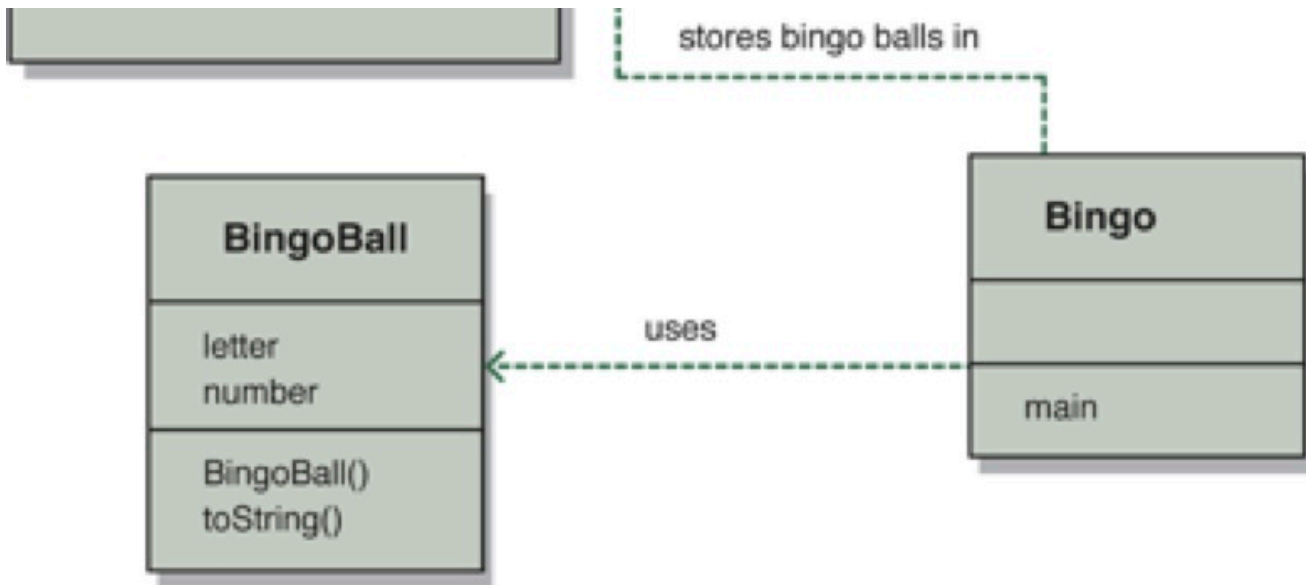 stores bingo balls in
BingoBall
letter
number
BingoBall()
toString()
uses
Bingo
main